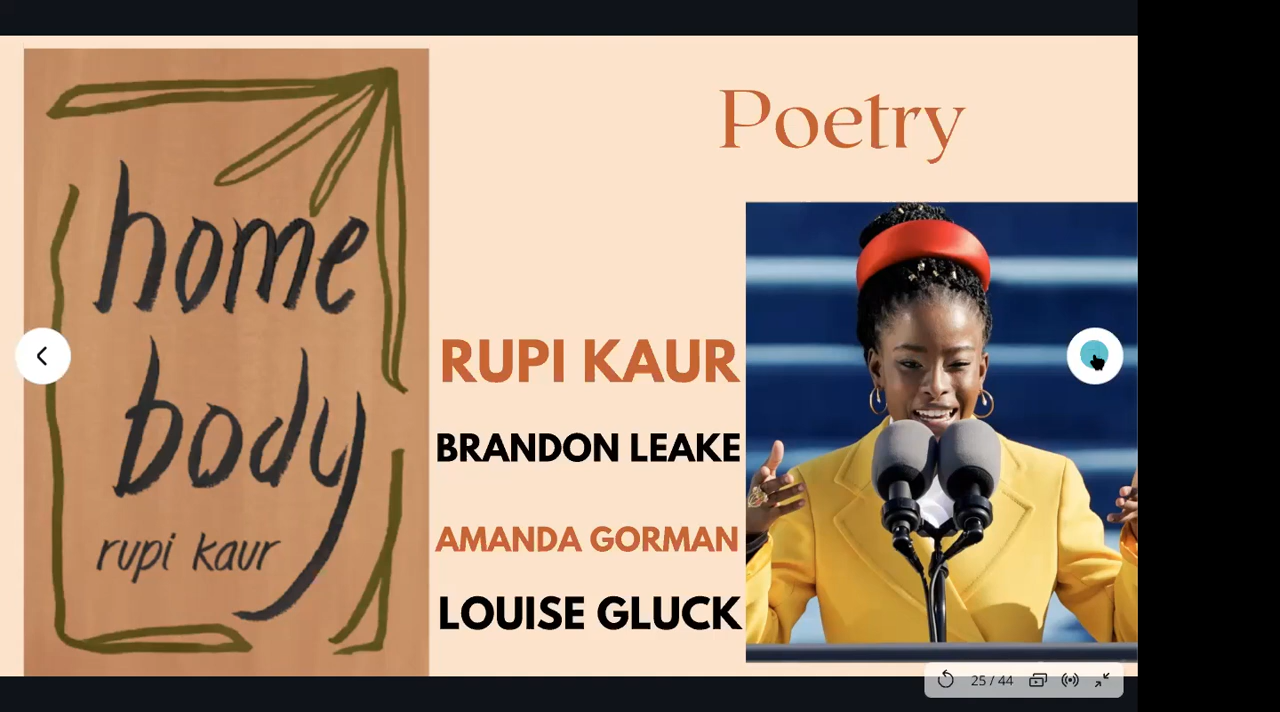 Poetry
home
body
rupi kaur
RUPI KAUR
BRANDON LEAKE
AMANDA GORMAN
LOUISE GLUCK
25 / 44